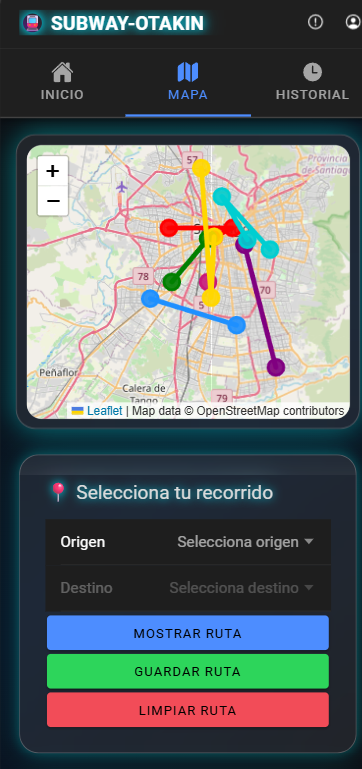 SUBWAY-OTAKIN
INICIO
MAPA
HISTORIAL
+
−
57
Provincia
de Santiago
78
70
5
79
Peñaflor
Calera de
Tango
Leaflet | Map data © OpenStreetMap contributors
Selecciona tu recorrido
Origen Selecciona origen
Destino Selecciona destino
MOSTRAR RUTA
GUARDAR RUTA
LIMPIAR RUTA